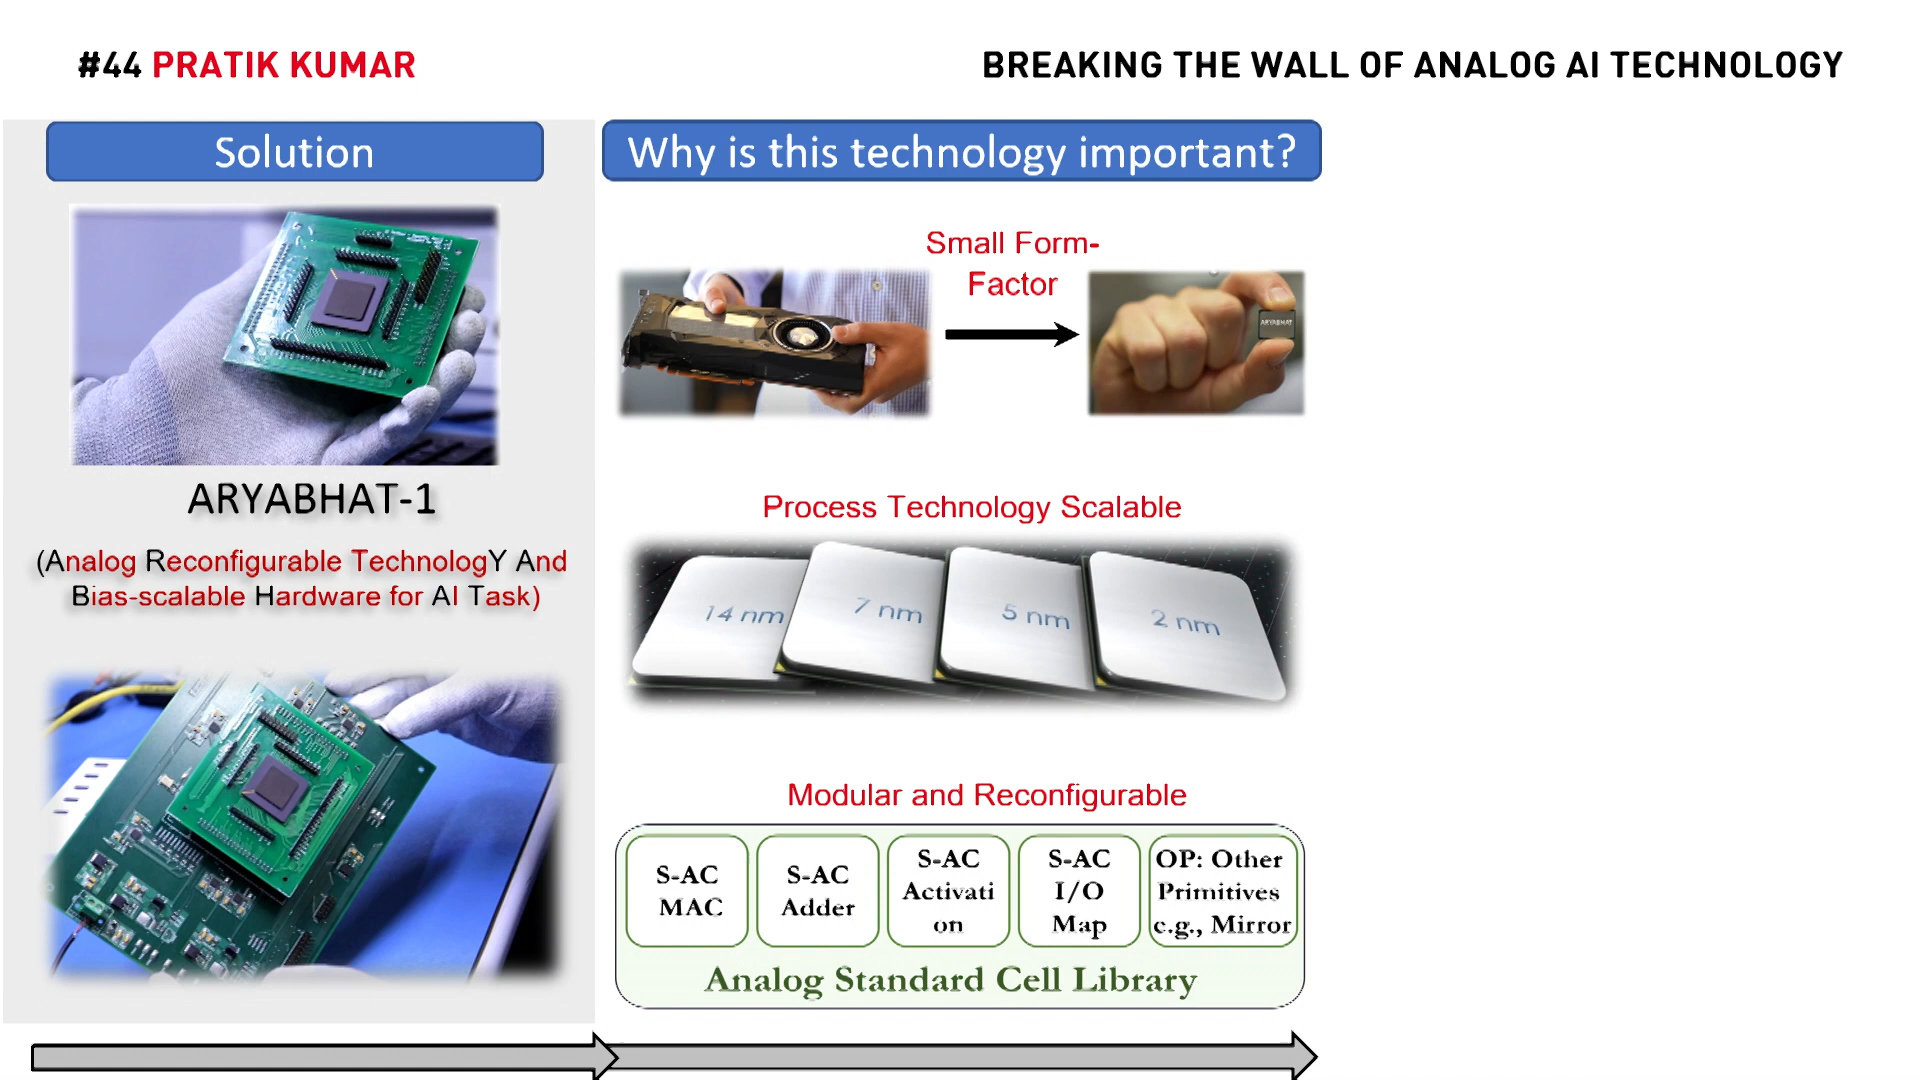 #44 PRATIK KUMAR
BREAKING THE WALL OF ANALOG AI TECHNOLOGY
Solution
ARYABHAT-1
(Analog Reconfigurable TechnologY And
Bias-scalable Hardware for AI Task)
Why is this technology important?
Small Form-
Factor
ARYABHAT
Process Technology Scalable
14 nm
7 nm
5 nm
2 nm
Modular and Reconfigurable
S-AC
MAC
S-AC
Adder
S-AC
Activati
on
S-AC
I/O
Map
OP: Other
Primitives
e.g., Mirror
Analog Standard Cell Library